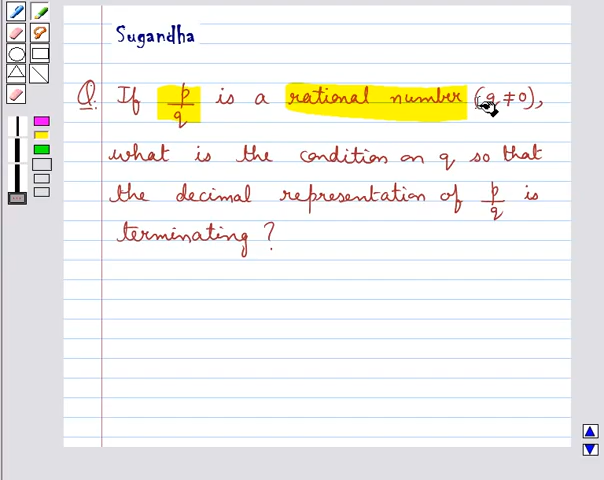 Sugandha
Q. If p/q is a rational number (q ≠ 0),
what is the condition on q so that
the decimal representation of p/q is
terminating ?